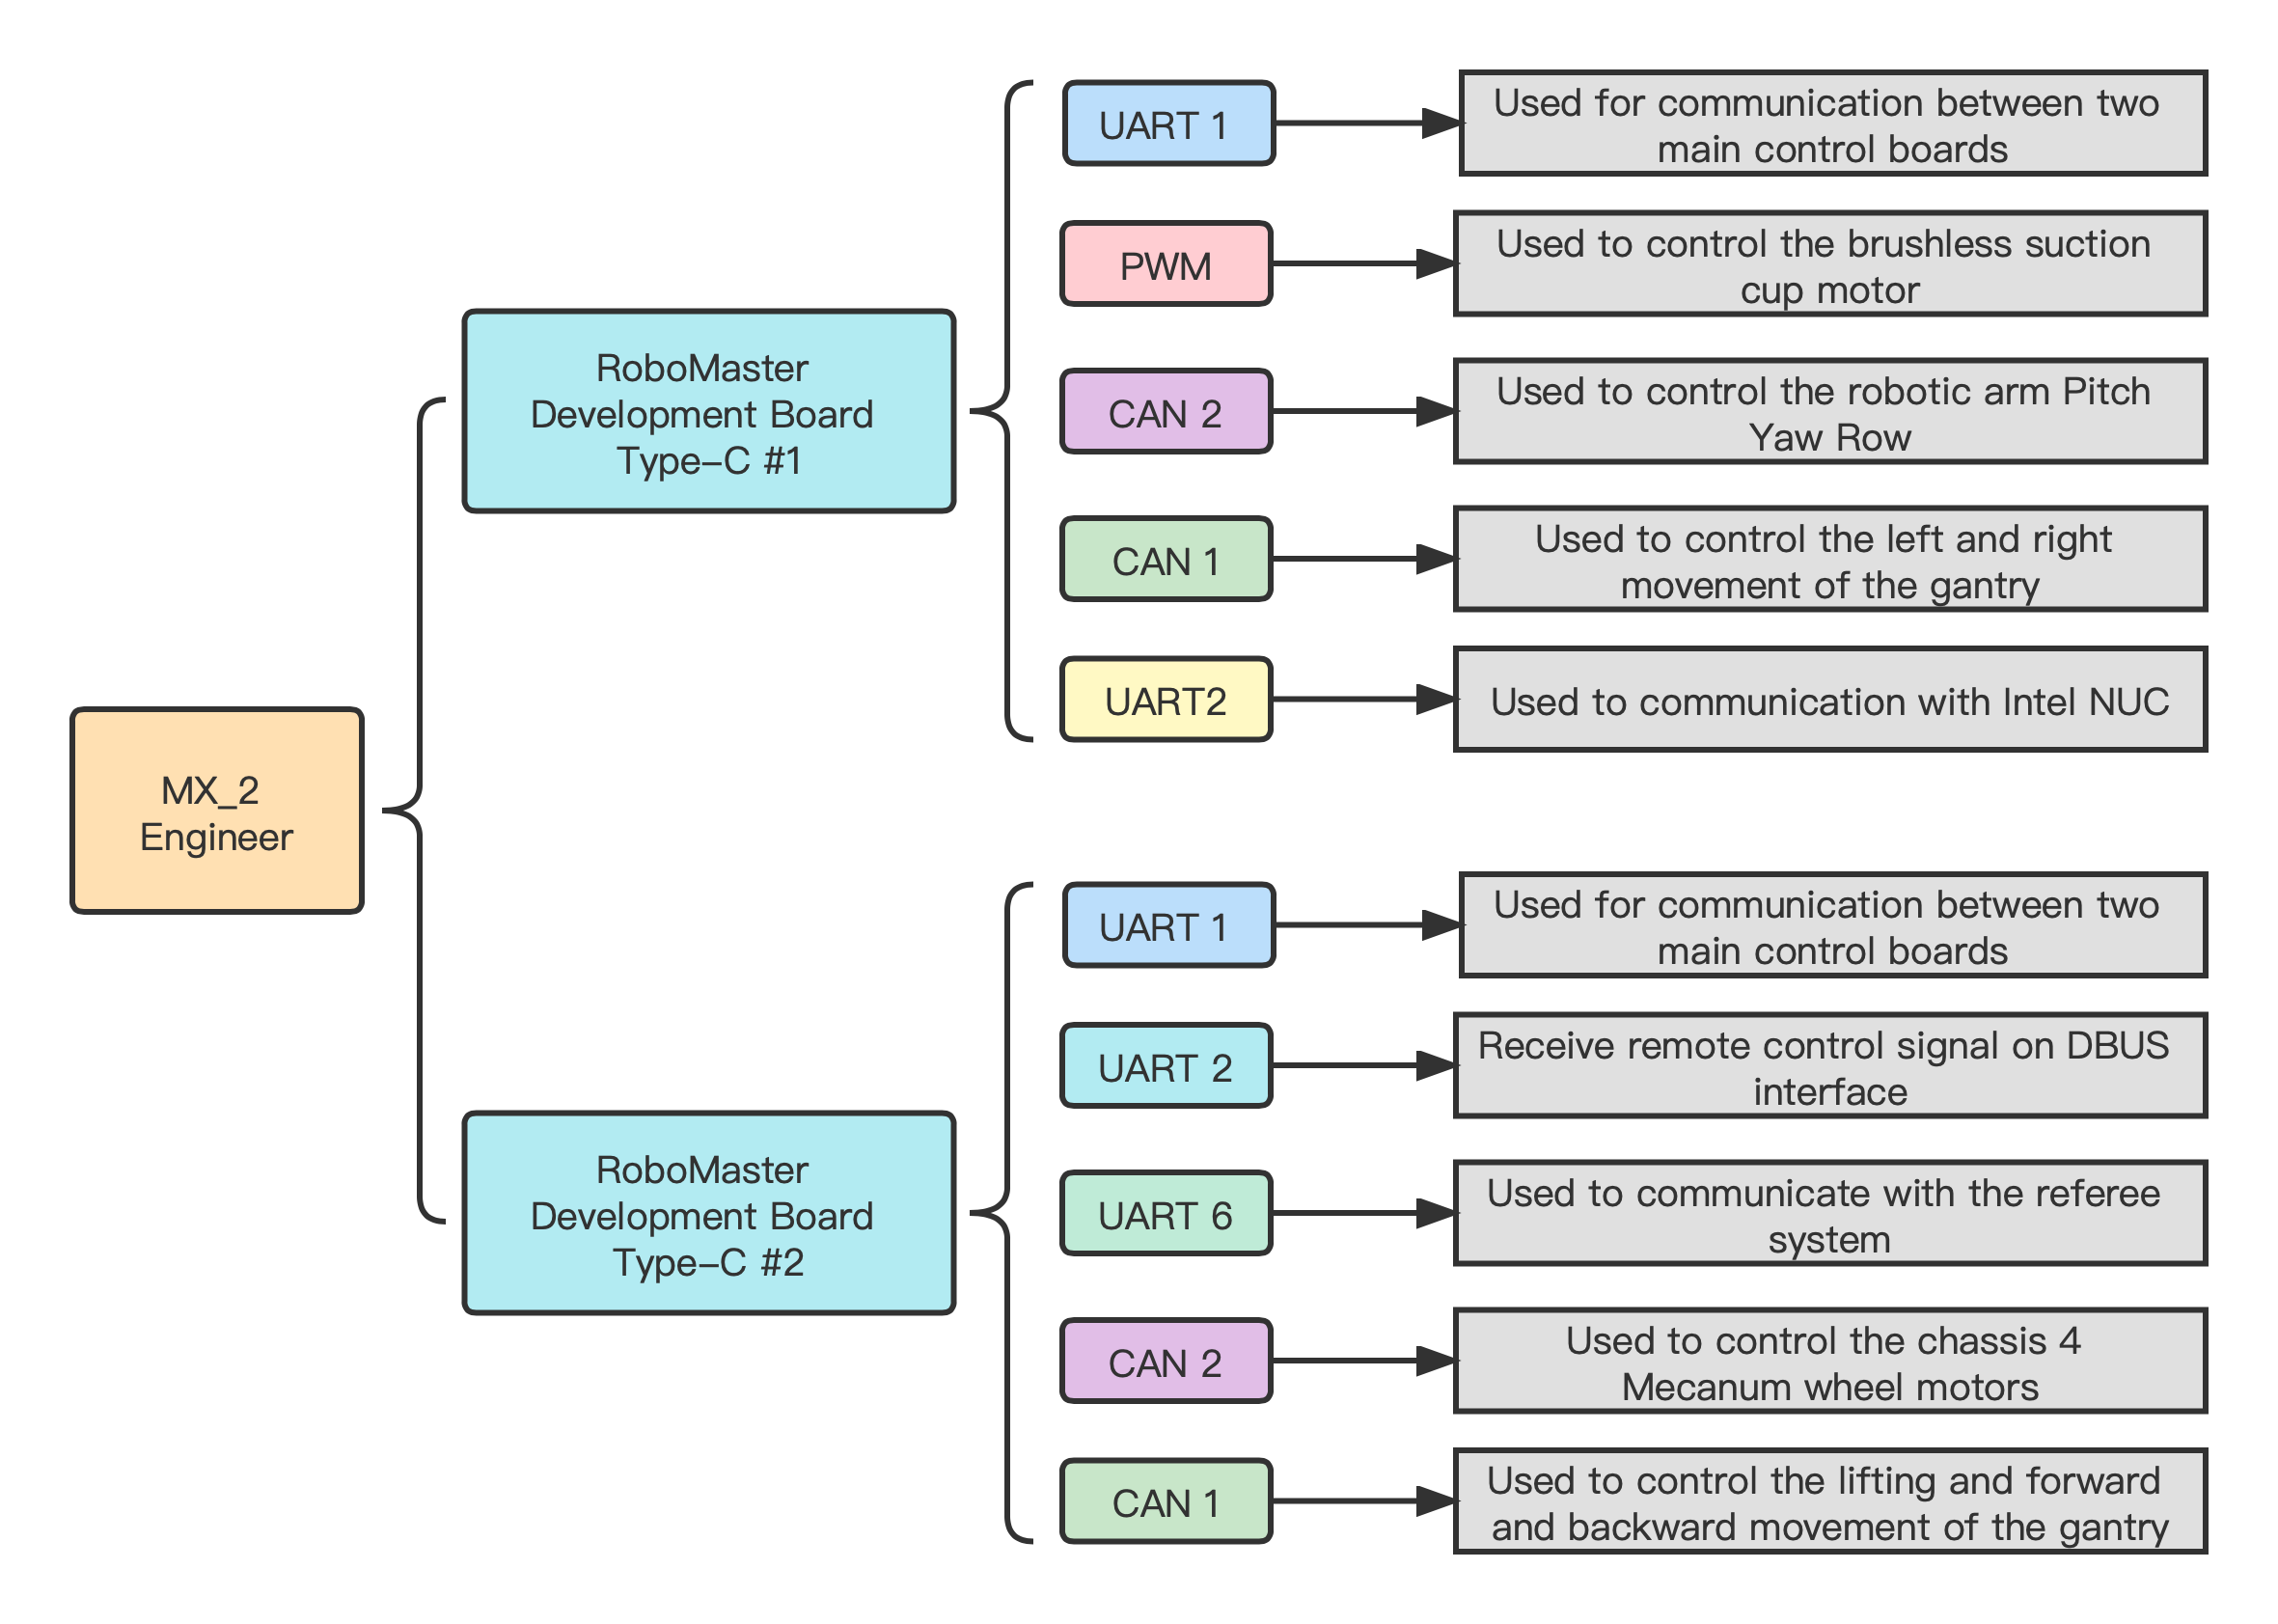 MX_2
Engineer
RoboMaster
Development Board
Type-C #1
UART 1
Used for communication between two
main control boards
PWM
Used to control the brushless suction
cup motor
CAN 2
Used to control the robotic arm Pitch
Yaw Row
CAN 1
Used to control the left and right
movement of the gantry
UART2
Used to communication with Intel NUC
RoboMaster
Development Board
Type-C #2
UART 1
Used for communication between two
main control boards
UART 2
Receive remote control signal on DBUS
interface
UART 6
Used to communicate with the referee
system
CAN 2
Used to control the chassis 4
Mecanum wheel motors
CAN 1
Used to control the lifting and forward
and backward movement of the gantry